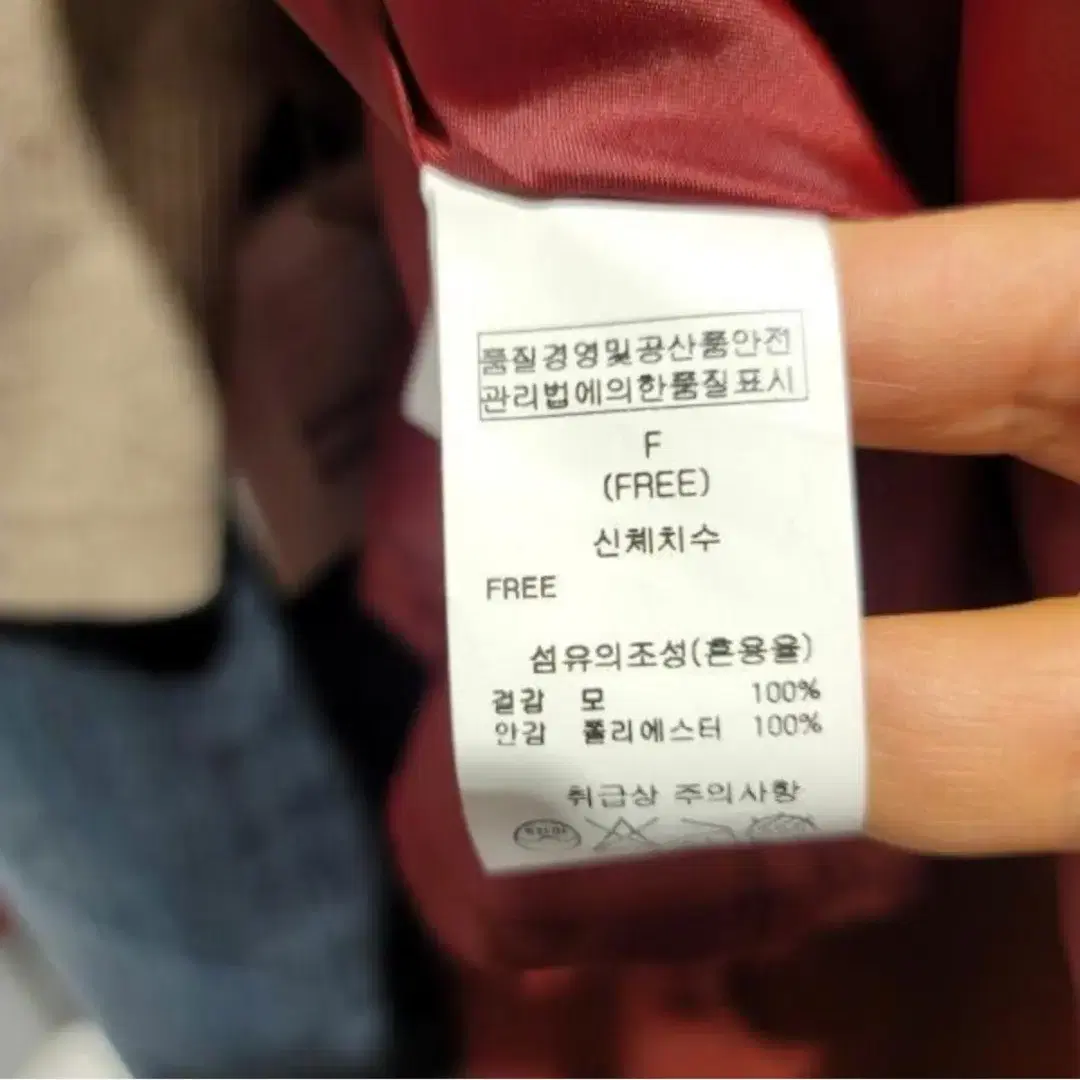 품질경영및공산품안전
관리법에의한품질표시
F
(FREE)
신체치수
FREE
섬유의조성(혼용율)
겉감 모 100%
안감 폴리에스터 100%
취급상 주의사항